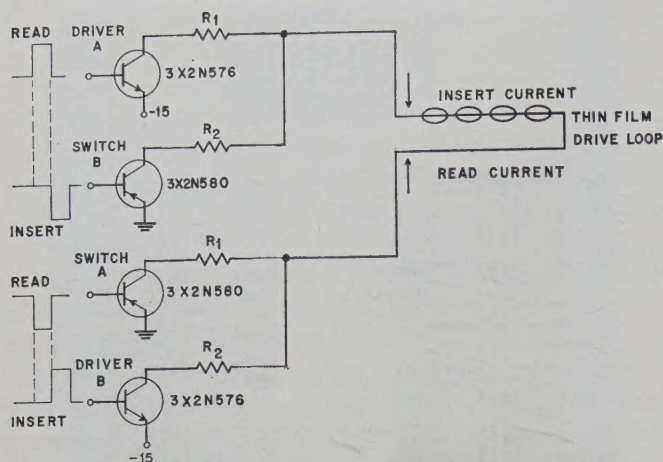 READ
DRIVER
A
R1
3X2N576
-15
SWITCH
B
R2
3X2N580
INSERT
INSERT CURRENT
THIN FILM
DRIVE LOOP
READ CURRENT
READ
SWITCH
A
R1
3X2N580
DRIVER
B
R2
3X2N576
INSERT
-15